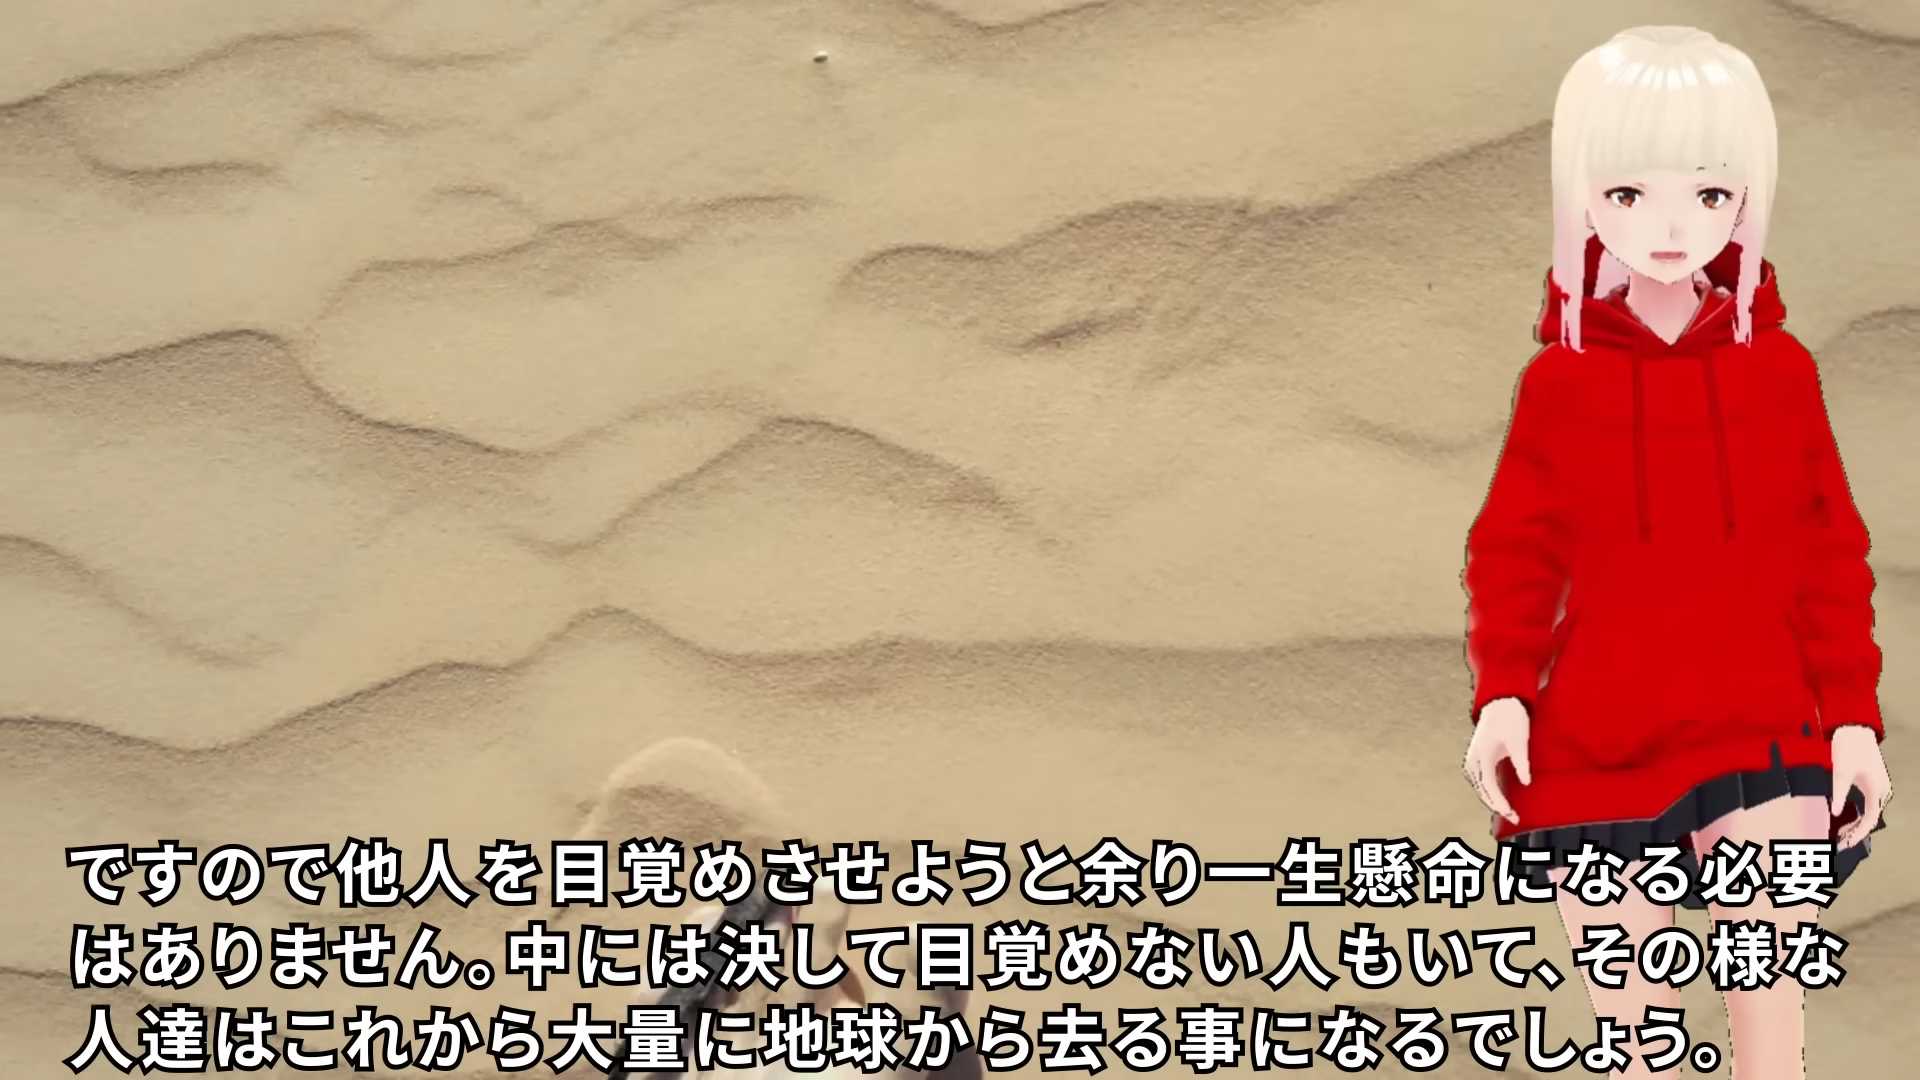 ですので他人を目覚めさせようと余り一生懸命になる必要
はありません。中には決して目覚めない人もいて、その様な
人達はこれから大量に地球から去る事になるでしょう。